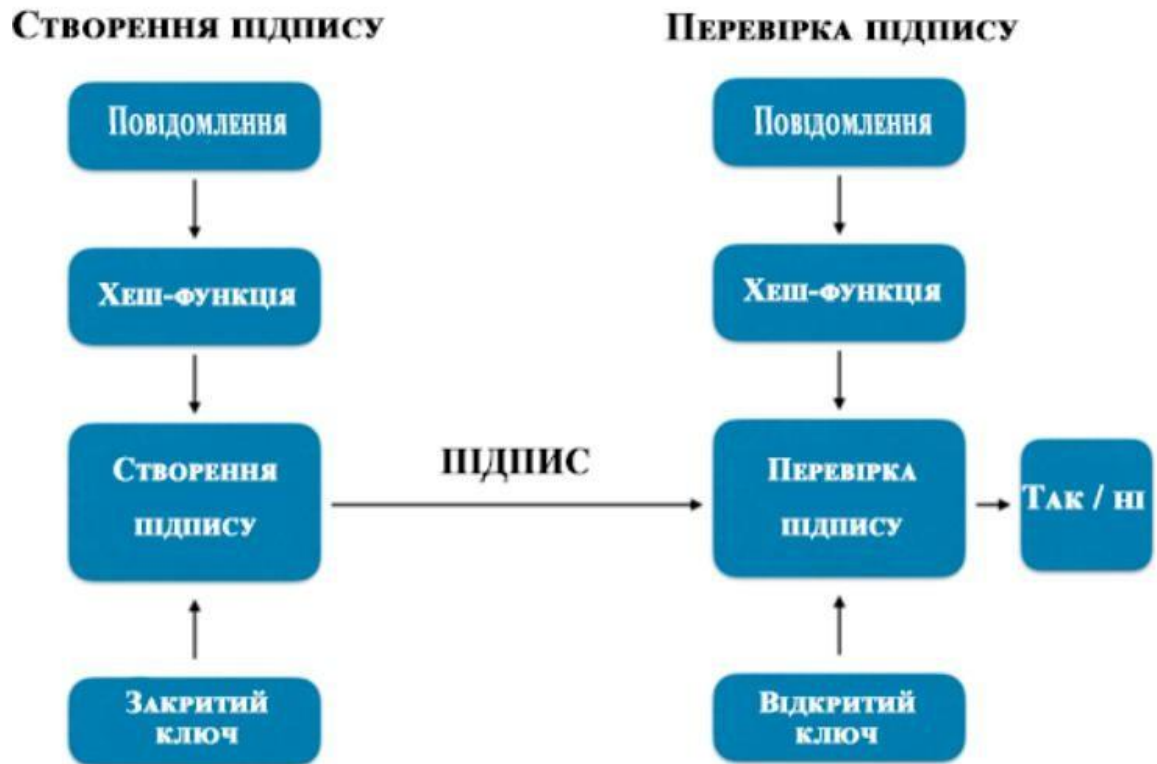 Створення підпису
Перевірка підпису
Повідомлення
Повідомлення
Хеш-функція
Хеш-функція
Створення
підпису
ПІДПИС
Перевірка
підпису
Так / ні
Закритий
ключ
Відкритий
ключ